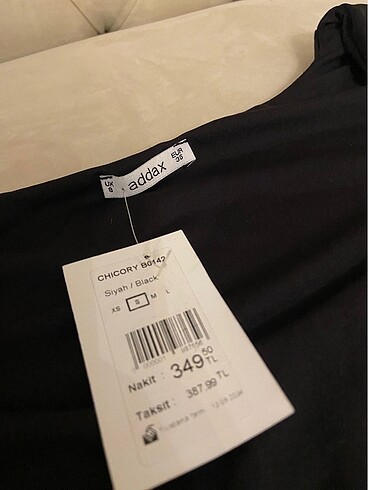 UK
8
addax
EUR
36
CHICORY B0142
Siyah / Black
XS S M L
Nakit : 349,50 TL
Taksit : 387,99 TL